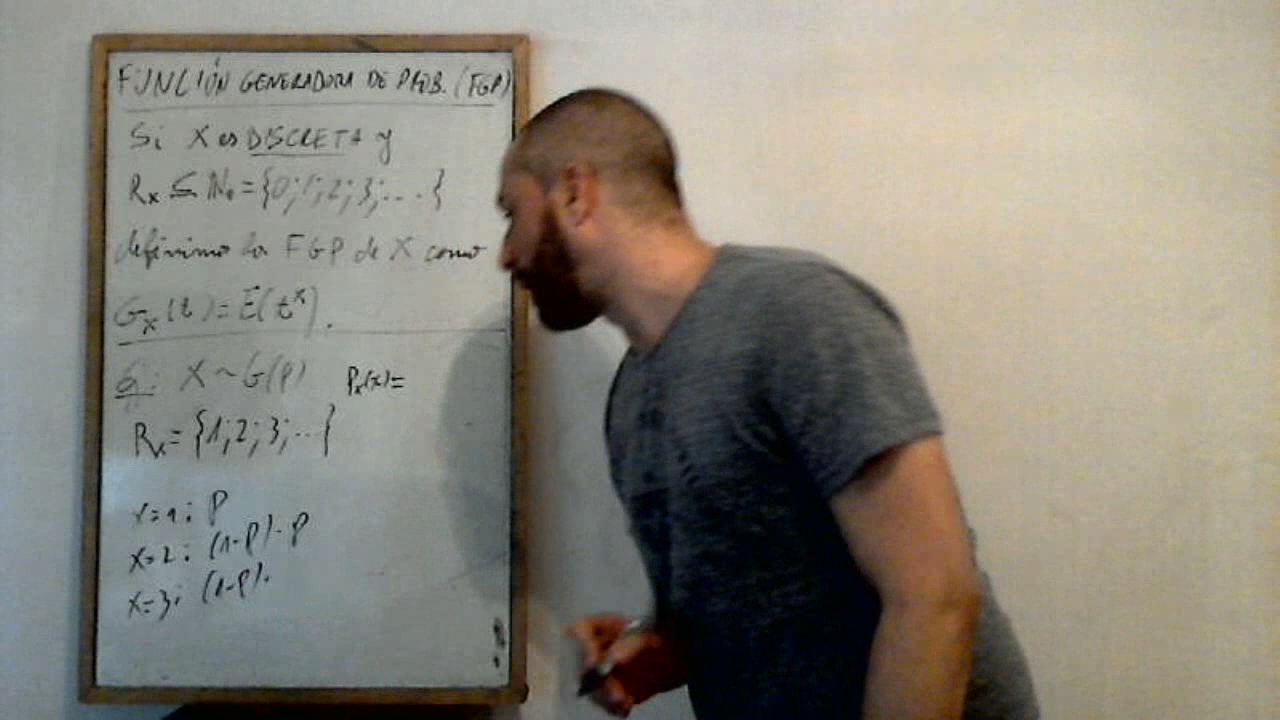 FUNCIÓN GENERADORA DE PROB. (FGP)
Si X es DISCRETA y
Rx ⊆ ℕ₀ = {0;1;2;3;....}
definimos la FGP de X como
Gx(t) = E(t^x).
Ej: X ~ G(p) Px(x)=
Rx = {1;2;3;...}
x=1: p
x=2: (1-p)·p
x=3: (1-p)·